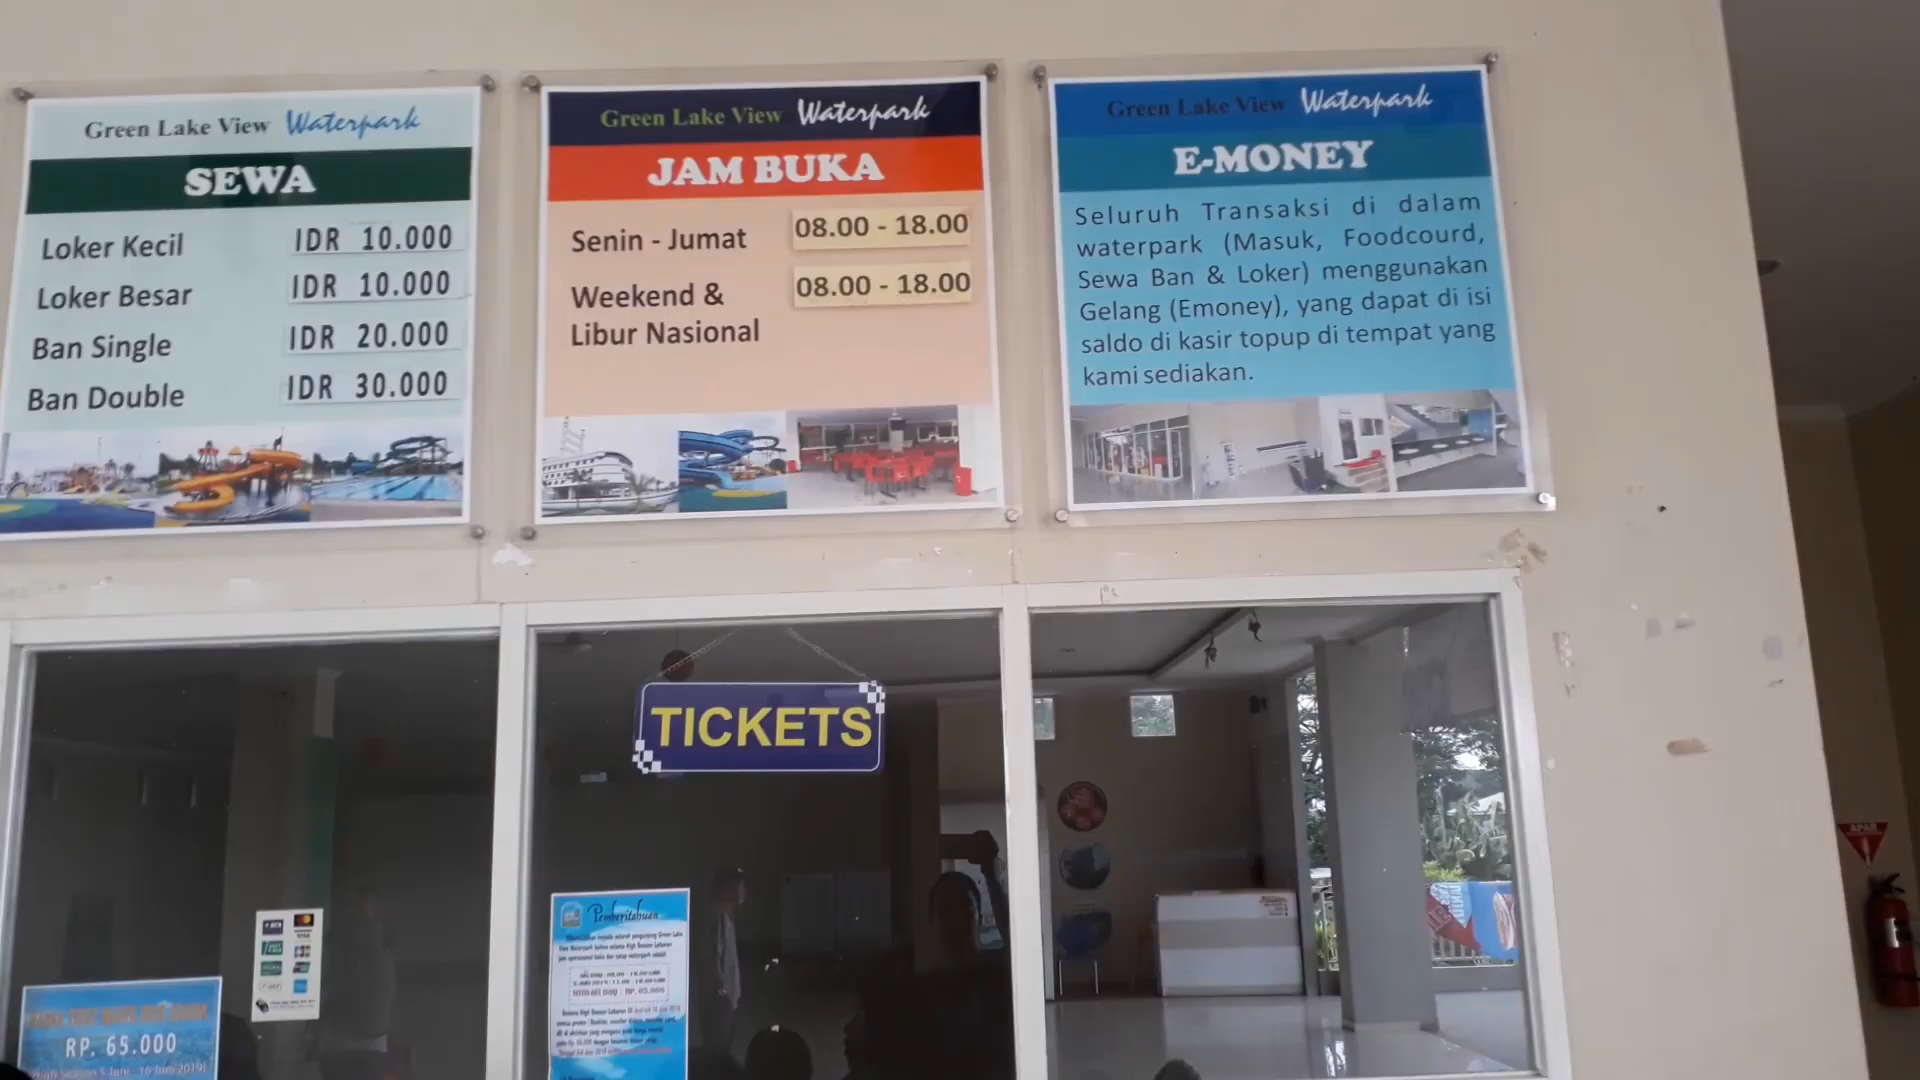 Green Lake View Waterpark
SEWA
Loker Kecil IDR 10.000
Loker Besar IDR 10.000
Ban Single IDR 20.000
Ban Double IDR 30.000
Green Lake View Waterpark
JAM BUKA
Senin - Jumat 08.00 - 18.00
Weekend & 08.00 - 18.00
Libur Nasional
Green Lake View Waterpark
E-MONEY
Seluruh Transaksi di dalam
waterpark (Masuk, Foodcourd,
Sewa Ban & Loker) menggunakan
Gelang (Emoney), yang dapat di isi
saldo di kasir topup di tempat yang
kami sediakan.
TICKETS
Pemberitahuan
RP. 65.000
APAR